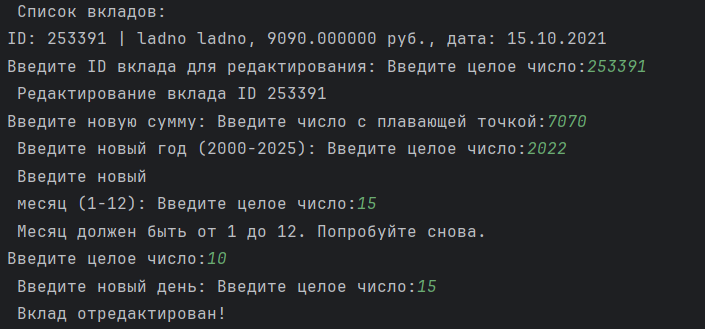 Список вкладов:
ID: 253391 | ladno ladno, 9090.000000 руб., дата: 15.10.2021
Введите ID вклада для редактирования: Введите целое число:253391
Редактирование вклада ID 253391
Введите новую сумму: Введите число с плавающей точкой:7070
Введите новый год (2000-2025): Введите целое число:2022
Введите новый
месяц (1-12): Введите целое число:15
Месяц должен быть от 1 до 12. Попробуйте снова.
Введите целое число:10
Введите новый день: Введите целое число:15
Вклад отредактирован!